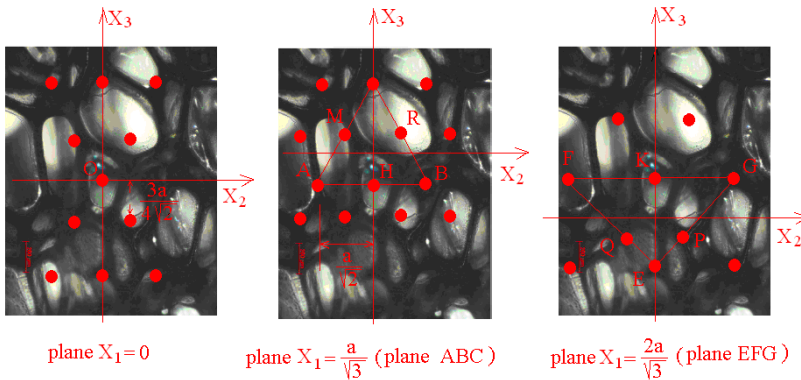 X3
O
X2
3a
4√2
plane X1=0
X3
M
R
A
H
B
X2
a
√2
plane X1= a/√3 (plane ABC)
F
K
G
X2
Q
P
E
plane X1= 2a/√3 (plane EFG)